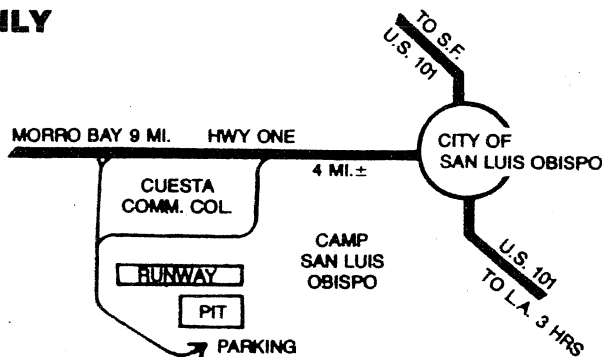 ILY
TO S.F.
U.S. 101
MORRO BAY 9 MI. HWY ONE
CITY OF
SAN LUIS OBISPO
4 MI.±
CUESTA
COMM. COL.
CAMP
SAN LUIS
OBISPO
RUNWAY
PIT
PARKING
U.S. 101
TO L.A. 3 HRS